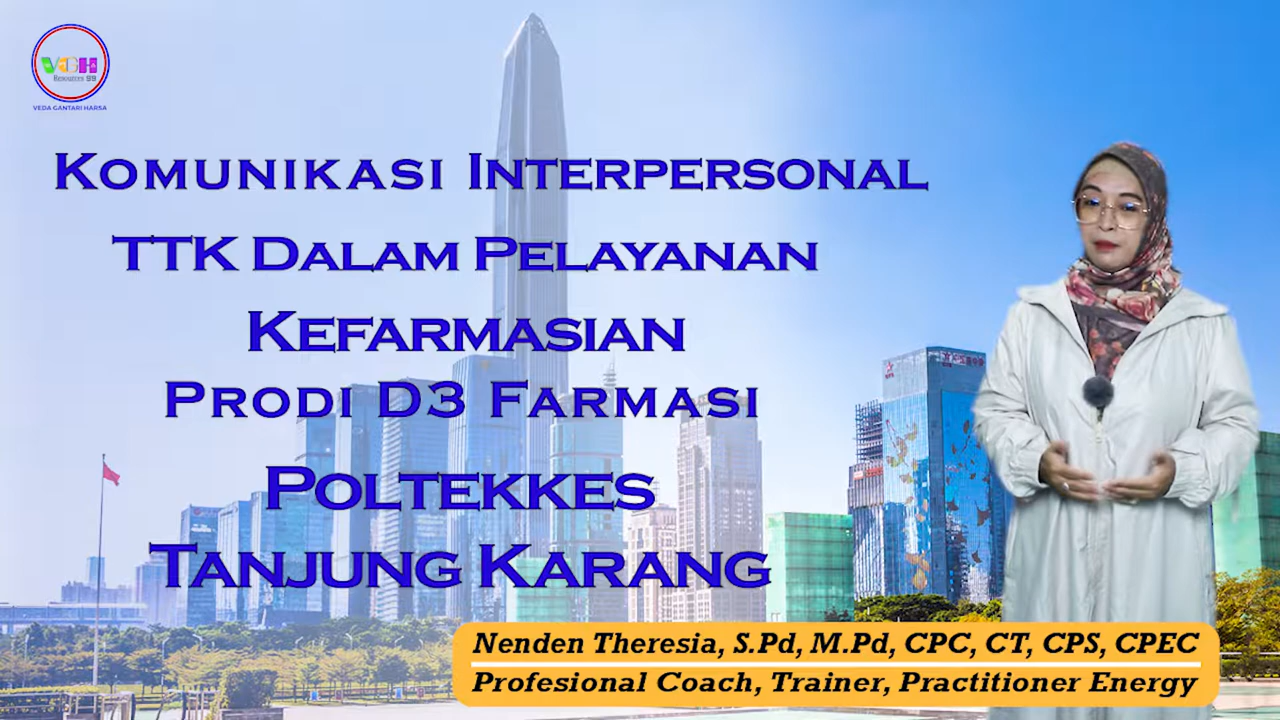 VGH
Resources 99
VEDA GANTARI HARSA
KOMUNIKASI INTERPERSONAL
TTK DALAM PELAYANAN
KEFARMASIAN
PRODI D3 FARMASI
POLTEKKES
TANJUNG KARANG
Nenden Theresia, S.Pd, M.Pd, CPC, CT, CPS, CPEC
Profesional Coach, Trainer, Practitioner Energy